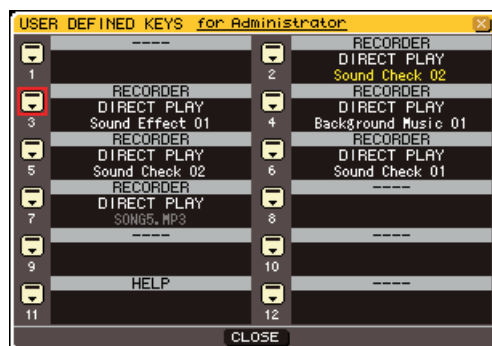 USER DEFINED KEYS for Administrator
1
----
2
RECORDER
DIRECT PLAY
Sound Check 02
3
RECORDER
DIRECT PLAY
Sound Effect 01
4
RECORDER
DIRECT PLAY
Background Music 01
5
RECORDER
DIRECT PLAY
Sound Check 02
6
RECORDER
DIRECT PLAY
Sound Check 01
7
RECORDER
DIRECT PLAY
SONG5.MP3
8
----
9
----
10
----
11
HELP
12
----
CLOSE